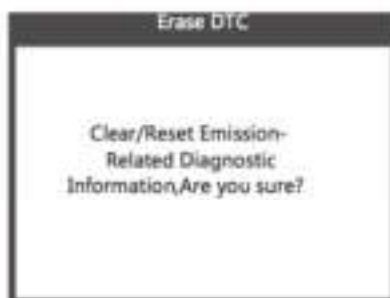 Erase DTC
Clear/Reset Emission-
Related Diagnostic
Information,Are you sure?